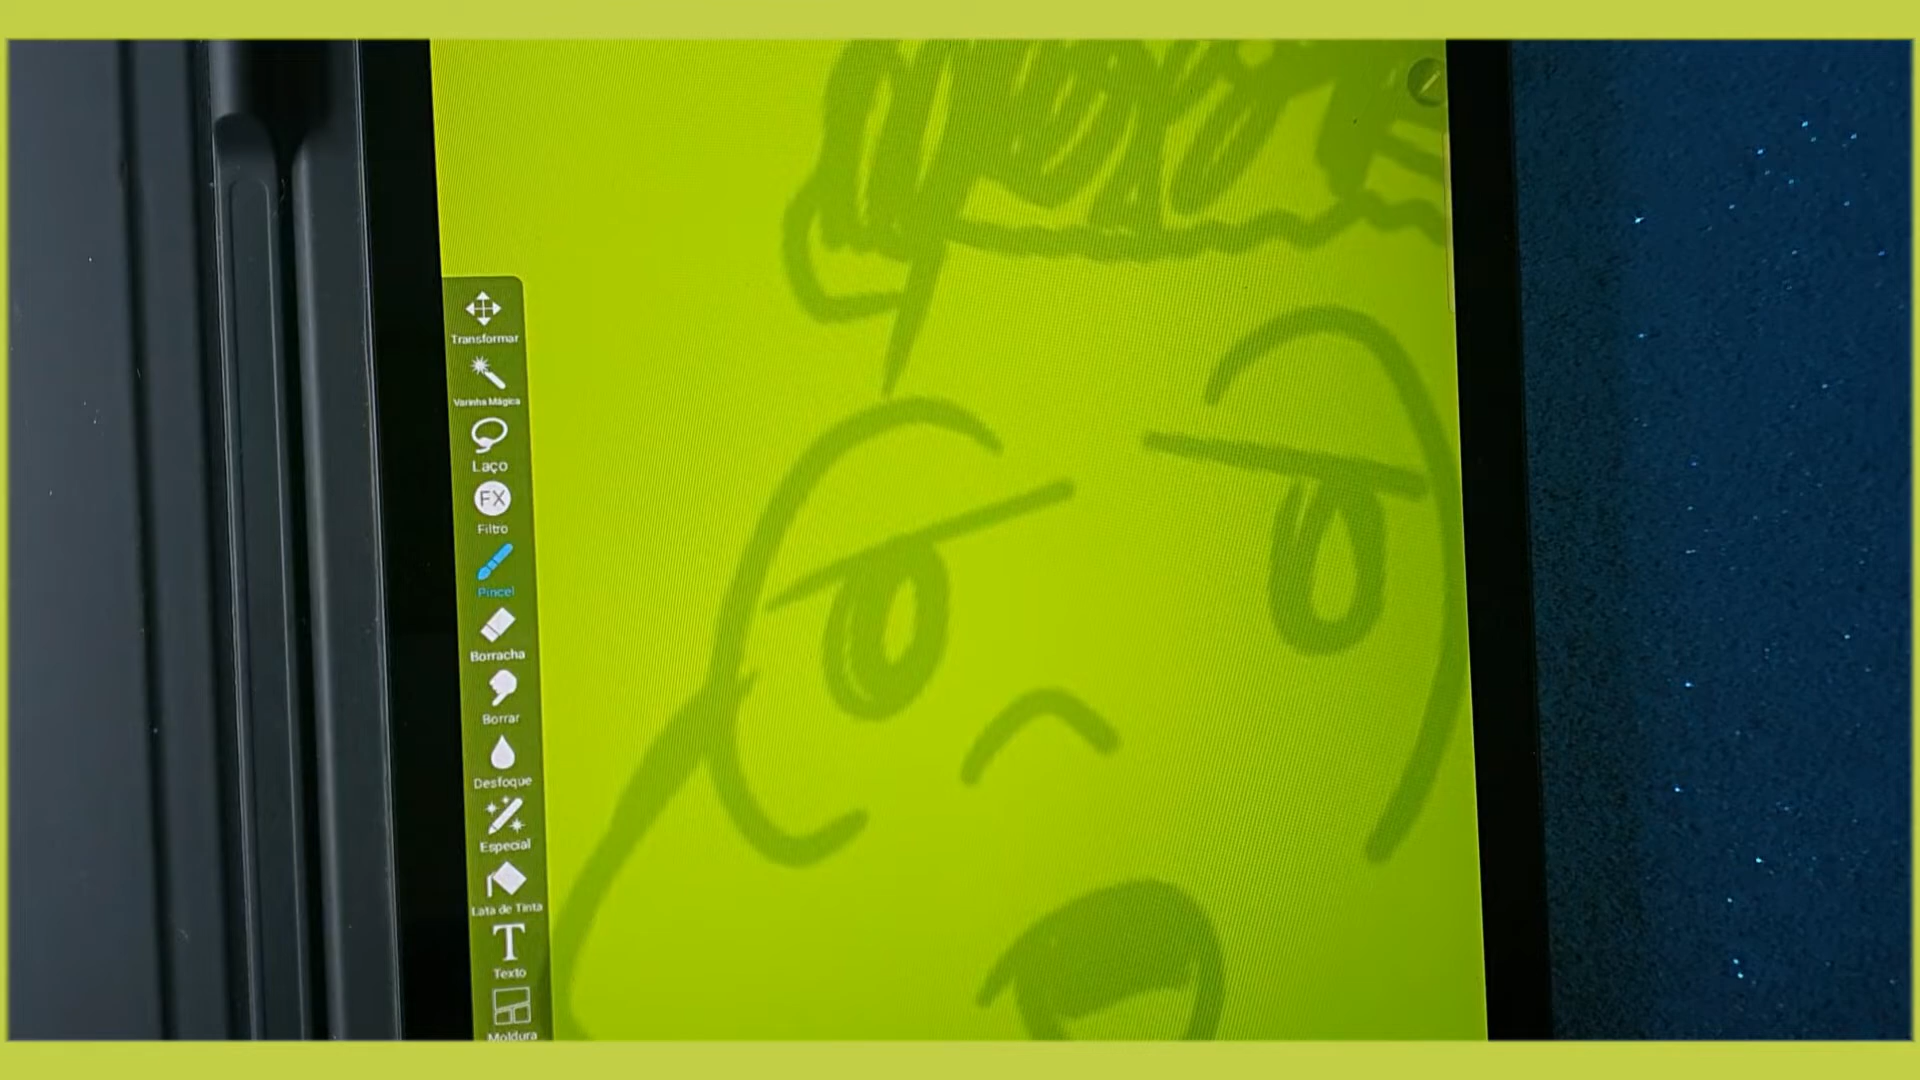 Transformar
Varinha Mágica
Laço
FX
Filtro
Pincel
Borracha
Borrar
Desfoque
Especial
Lata de Tinta
T
Texto
Moldura